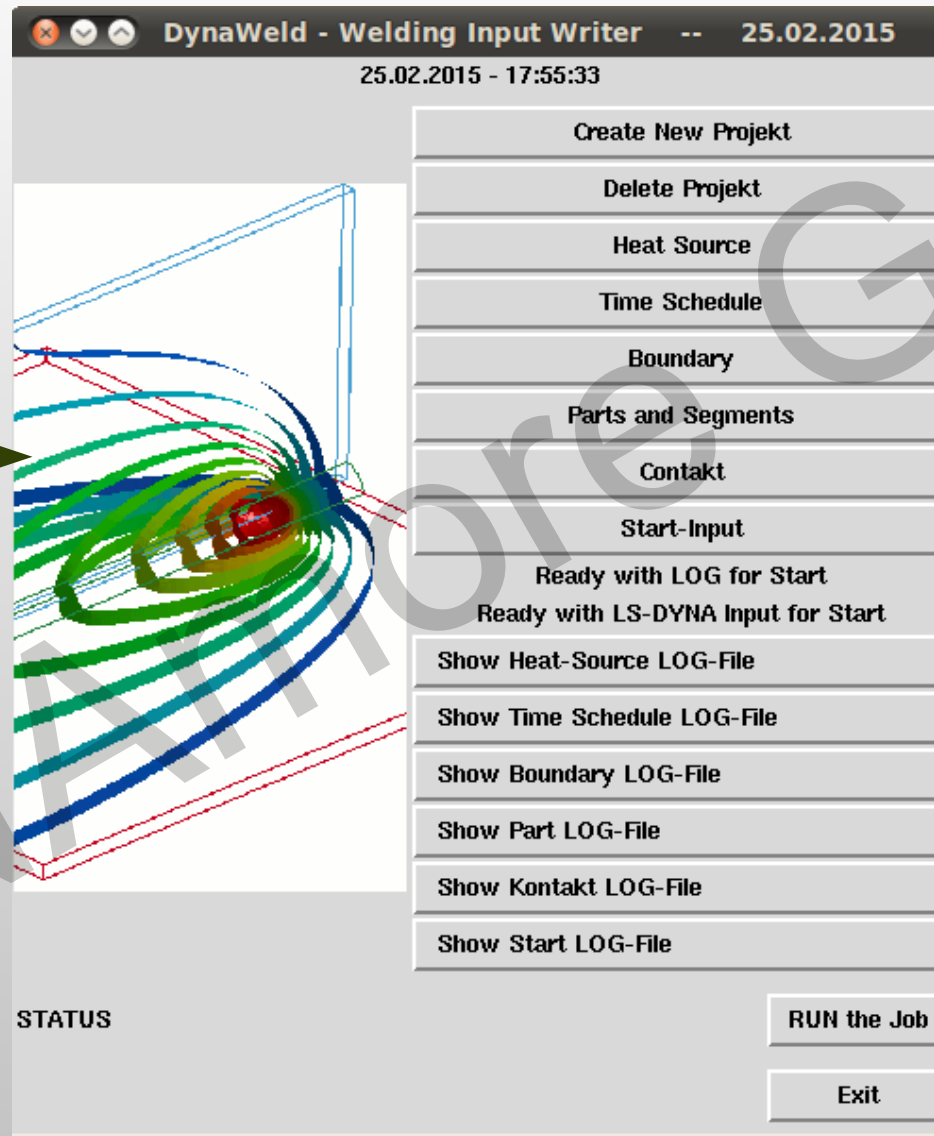 DynaWeld - Welding Input Writer -- 25.02.2015
25.02.2015 - 17:55:33
Create New Projekt
Delete Projekt
Heat Source
Time Schedule
Boundary
Parts and Segments
Contakt
Start-Input
Ready with LOG for Start
Ready with LS-DYNA Input for Start
Show Heat-Source LOG-File
Show Time Schedule LOG-File
Show Boundary LOG-File
Show Part LOG-File
Show Kontakt LOG-File
Show Start LOG-File
STATUS
RUN the Job
Exit
Amore G